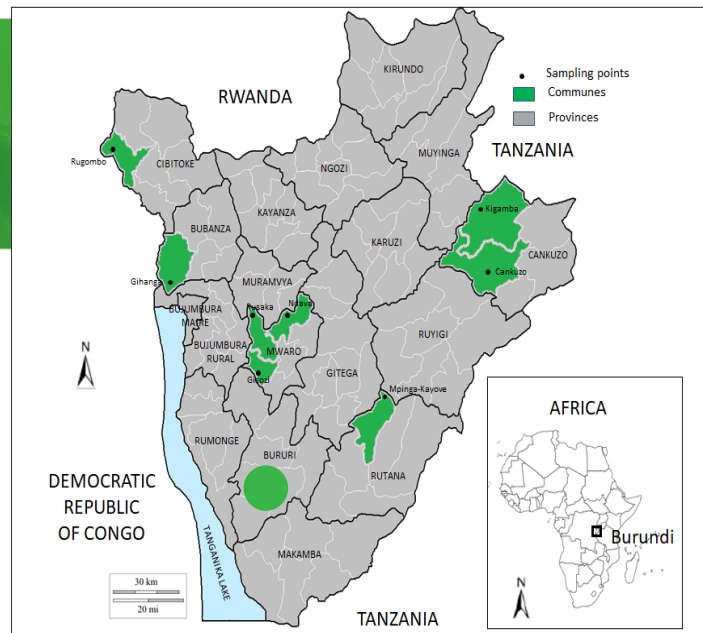 KIRUNDO
Sampling points
Communes
Provinces
RWANDA
TANZANIA
MUYINGA
Rugombo
CIBITOKE
NGOZI
KAYANZA
BUBANZA
KARUZI
Kigamba
CANKUZO
Cankuzo
Gihanga
MURAMVYA
BUJUMBURA
MAIRE
Rusaka
Ndava
BUJUMBURA
RURAL
MWARO
RUYIGI
Gisozi
GITEGA
N
Mpinga-Kayove
RUMONGE
BURURI
RUTANA
DEMOCRATIC
REPUBLIC
OF CONGO
TANGANIKA LAKE
MAKAMBA
30 km
20 mi
TANZANIA
AFRICA
Burundi
N